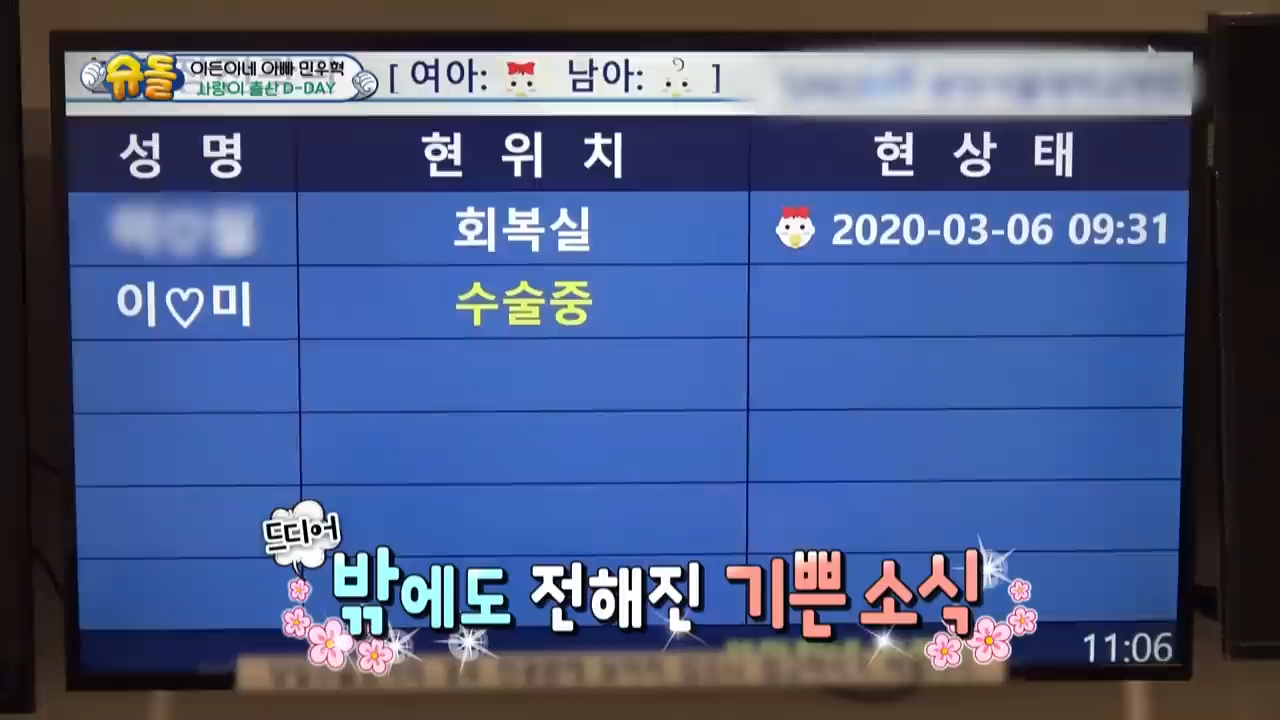 슈돌 이든이네 아빠 민우혁
사랑이 출산 D-DAY
[ 여아: 남아: ]
성 명 현 위 치 현 상 태
회복실 2020-03-06 09:31
이♡미 수술중
드디어
밖에도 전해진 기쁜 소식
11:06